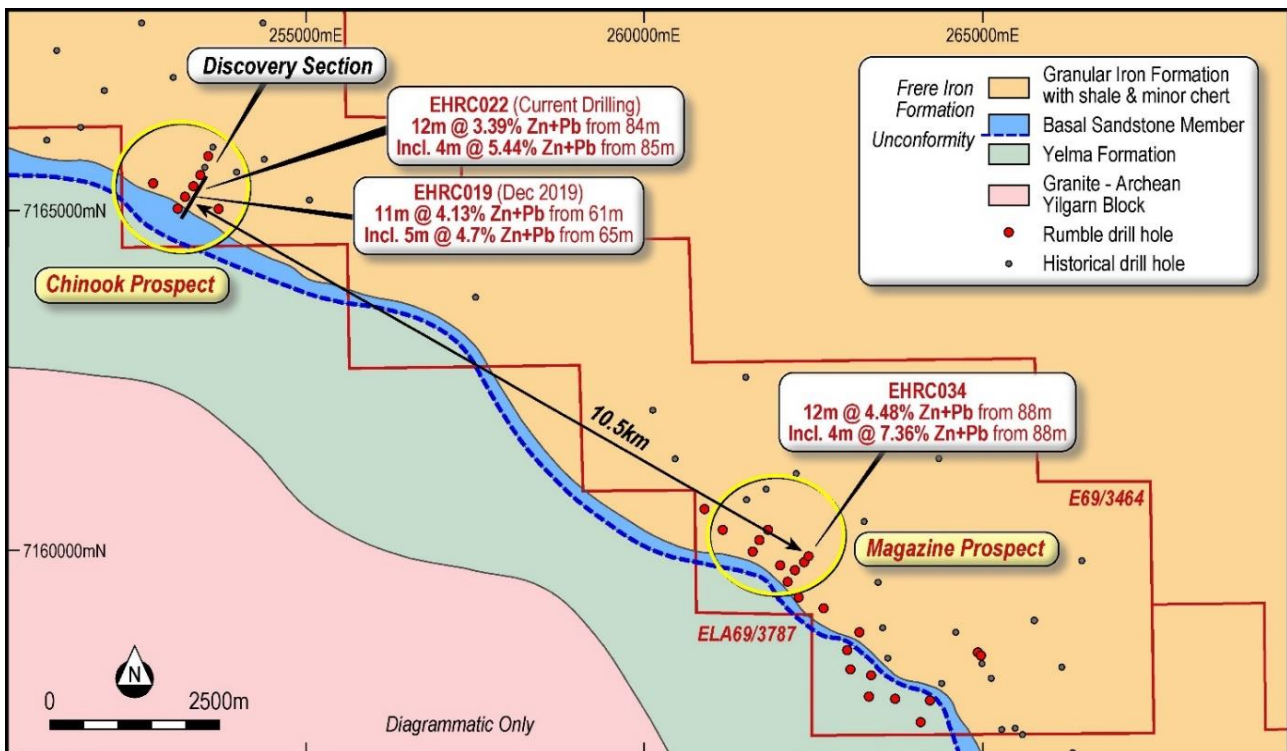 255000mE
260000mE
265000mE
Discovery Section
EHRC022 (Current Drilling)
12m @ 3.39% Zn+Pb from 84m
Incl. 4m @ 5.44% Zn+Pb from 85m
EHRC019 (Dec 2019)
11m @ 4.13% Zn+Pb from 61m
Incl. 5m @ 4.7% Zn+Pb from 65m
Frere Iron
Formation
Unconformity
Granular Iron Formation
with shale & minor chert
Basal Sandstone Member
Yelma Formation
Granite - Archean
Yilgarn Block
Rumble drill hole
Historical drill hole
7165000mN
Chinook Prospect
10.5km
EHRC034
12m @ 4.48% Zn+Pb from 88m
Incl. 4m @ 7.36% Zn+Pb from 88m
E69/3464
7160000mN
Magazine Prospect
ELA69/3787
N
0
2500m
Diagrammatic Only